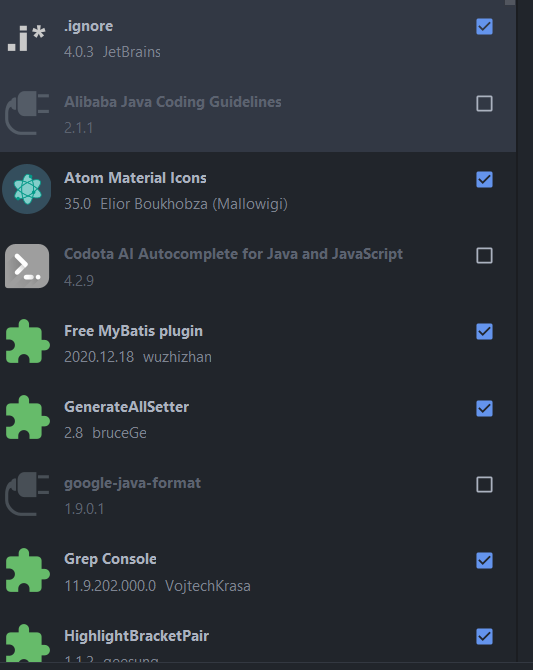 .i*
.ignore
4.0.3 JetBrains
Alibaba Java Coding Guidelines
2.1.1
Atom Material Icons
35.0 Elior Boukhobza (Mallowigi)
Codota AI Autocomplete for Java and JavaScript
4.2.9
Free MyBatis plugin
2020.12.18 wuzhizhan
GenerateAllSetter
2.8 bruceGe
google-java-format
1.9.0.1
Grep Console
11.9.202.000.0 VojtechKrasa
HighlightBracketPair
1.1.2